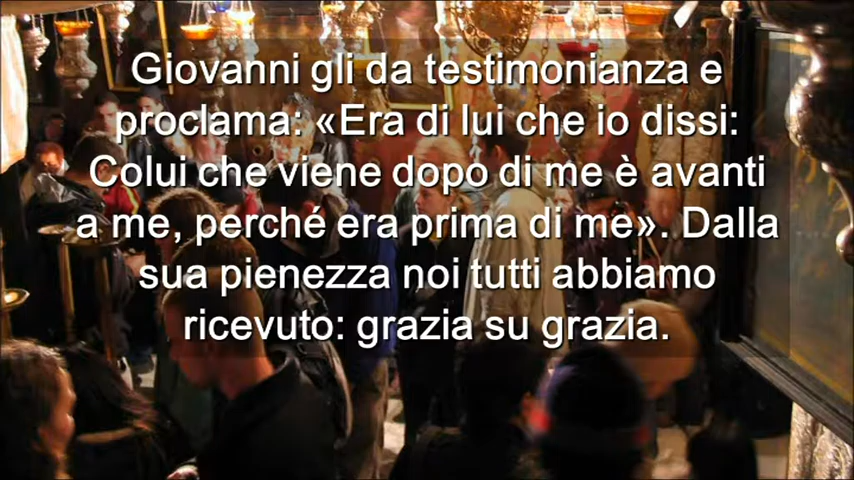 Giovanni gli da testimonianza e
proclama: «Era di lui che io dissi:
Colui che viene dopo di me è avanti
a me, perché era prima di me». Dalla
sua pienezza noi tutti abbiamo
ricevuto: grazia su grazia.